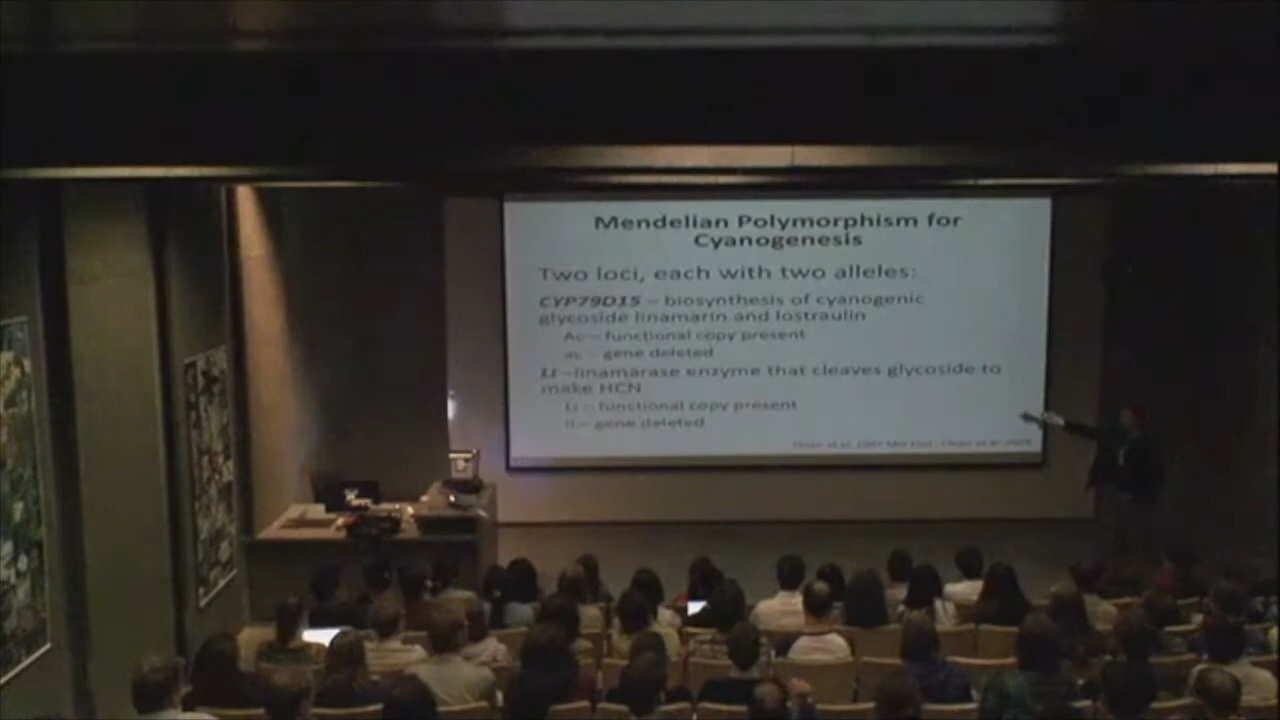 Mendelian Polymorphism for
Cyanogenesis
Two loci, each with two alleles:
CYP79D15 – biosynthesis of cyanogenic
glycoside linamarin and lostraulin
Ac – functional copy present
ac – gene deleted
Li –linamarase enzyme that cleaves glycoside to
make HCN
Li – functional copy present
li – gene deleted